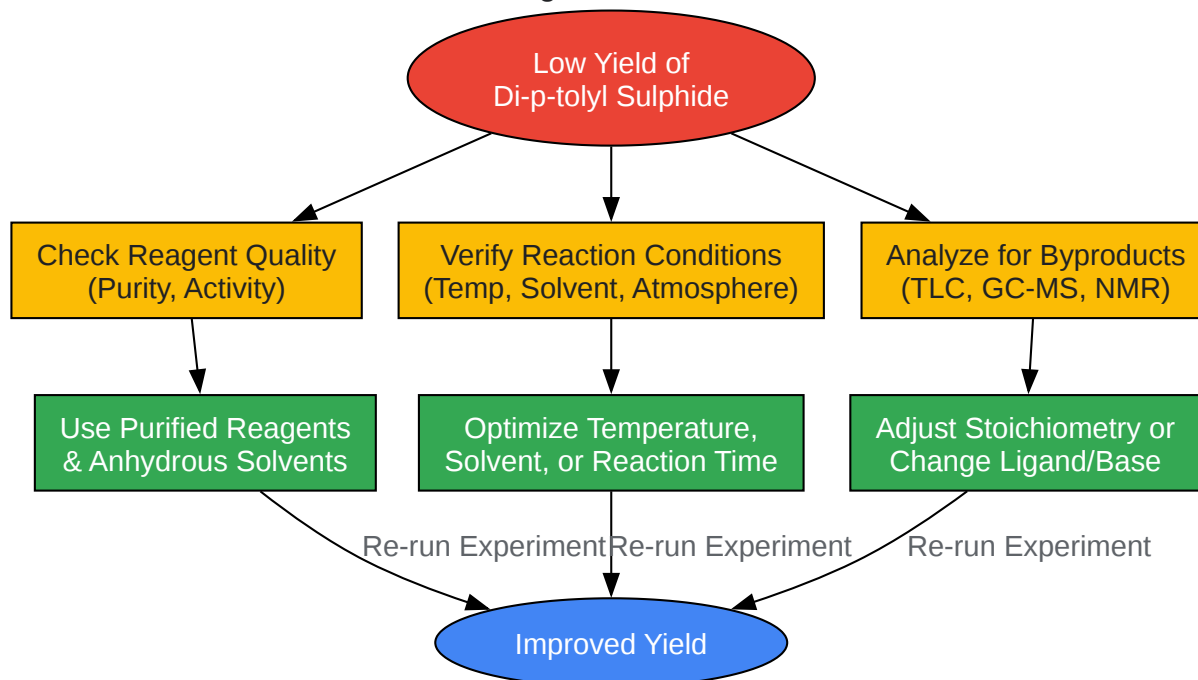 Low Yield of
Di-p-tolyl Sulphide
Check Reagent Quality
(Purity, Activity)
Verify Reaction Conditions
(Temp, Solvent, Atmosphere)
Analyze for Byproducts
(TLC, GC-MS, NMR)
Use Purified Reagents
& Anhydrous Solvents
Optimize Temperature,
Solvent, or Reaction Time
Adjust Stoichiometry or
Change Ligand/Base
Re-run Experiment
Re-run Experiment
Re-run Experiment
Improved Yield